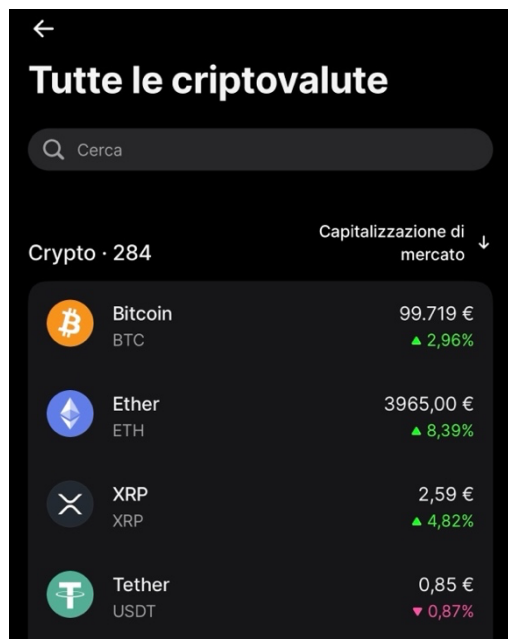 Tutte le criptovalute
Cerca
Crypto · 284
Capitalizzazione di
mercato
Bitcoin
99.719 €
BTC
▲ 2,96%
Ether
3965,00 €
ETH
▲ 8,39%
XRP
2,59 €
XRP
▲ 4,82%
Tether
0,85 €
USDT
▼ 0,87%